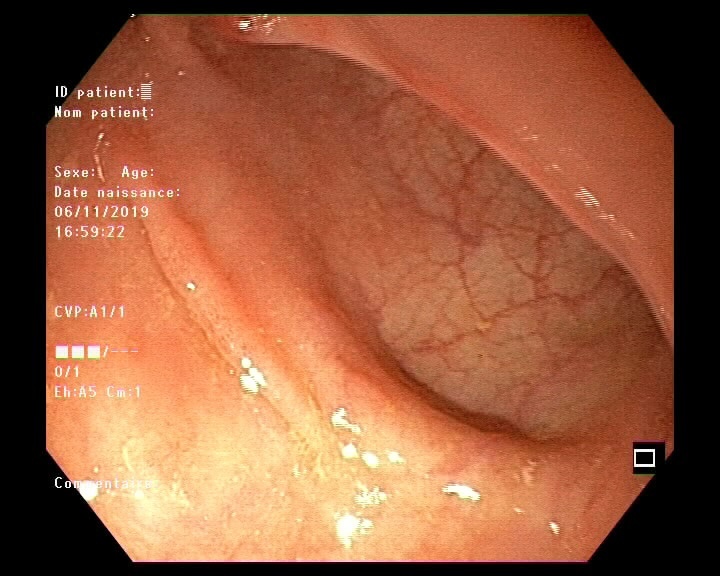 ID patient:
Nom patient:
Sexe: Age:
Date naissance:
06/11/2019
16:59:22
CVP:A1/1
/---
0/1
Eh:A5 Cm:1
Commentaire: